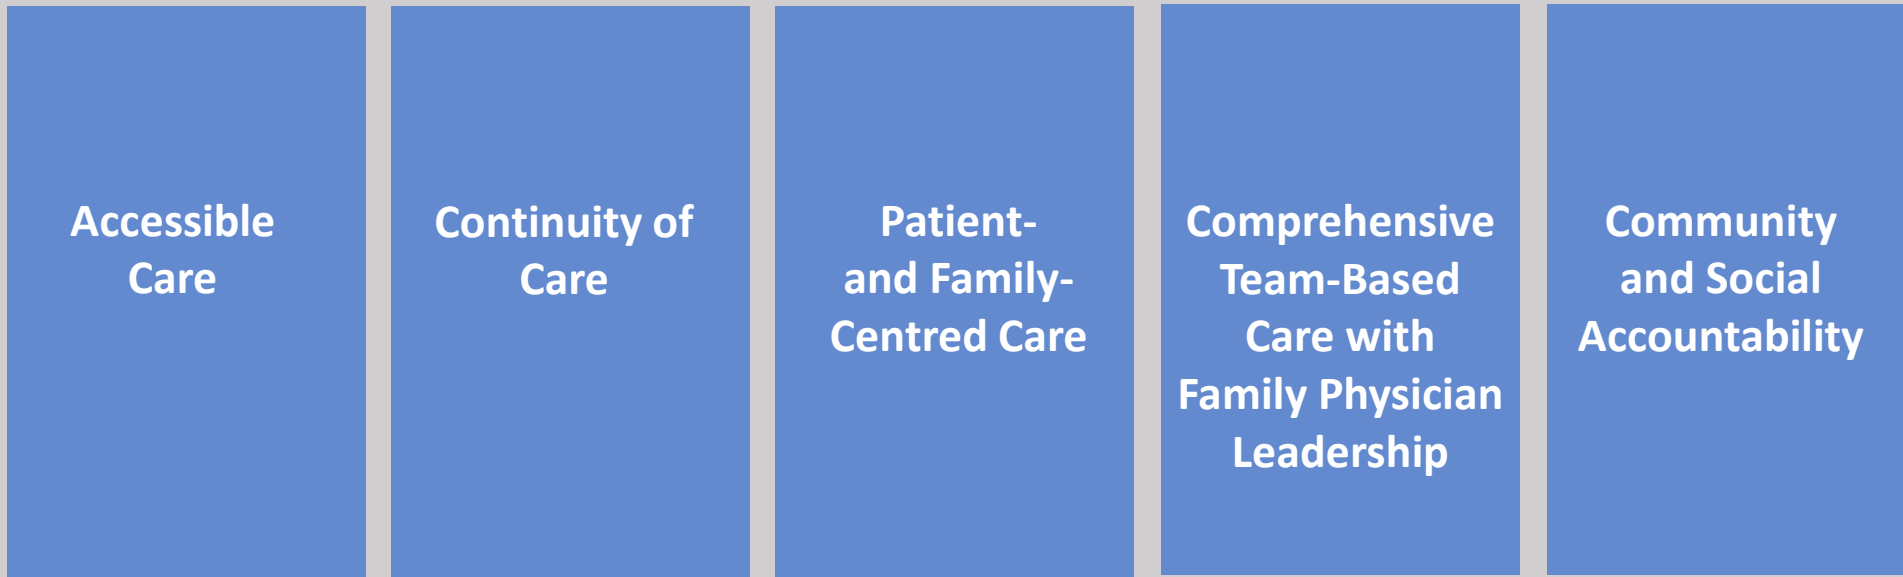 Accessible
Care
Continuity of
Care
Patient-
and Family-
Centred Care
Comprehensive
Team-Based
Care with
Family Physician
Leadership
Community
and Social
Accountability